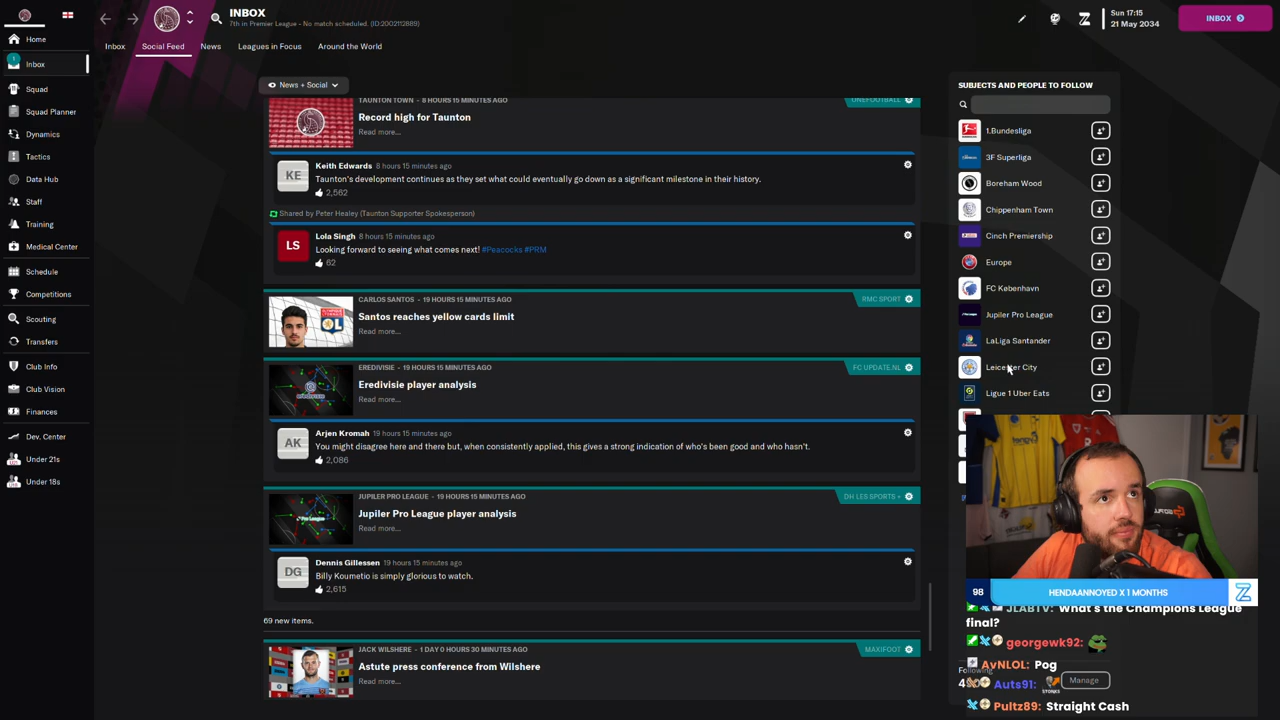 INBOX
7th in Premier League - No match scheduled. (ID:2002112889)
Sun 17:15
21 May 2034
INBOX
Inbox
Social Feed
News
Leagues in Focus
Around the World
Home
1
Inbox
Squad
Squad Planner
Dynamics
Tactics
Data Hub
Staff
Training
Medical Center
Schedule
Competitions
Scouting
Transfers
Club Info
Club Vision
Finances
Dev. Center
Under 21s
Under 18s
News + Social
TAUNTON TOWN - 8 HOURS 15 MINUTES AGO
ONEFOOTBALL
Record high for Taunton
Read more...
KE
Keith Edwards 8 hours 15 minutes ago
Taunton's development continues as they set what could eventually go down as a significant milestone in their history.
2,562
Shared by Peter Healey (Taunton Supporter Spokesperson)
LS
Lola Singh 8 hours 15 minutes ago
Looking forward to seeing what comes next! #Peacocks #PRM
62
CARLOS SANTOS - 19 HOURS 15 MINUTES AGO
RMC SPORT
Santos reaches yellow cards limit
Read more...
EREDIVISIE - 19 HOURS 15 MINUTES AGO
FC UPDATE.NL
Eredivisie player analysis
Read more...
AK
Arjen Kromah 19 hours 15 minutes ago
You might disagree here and there but, when consistently applied, this gives a strong indication of who's been good and who hasn't.
2,086
JUPILER PRO LEAGUE - 19 HOURS 15 MINUTES AGO
DH LES SPORTS +
Jupiler Pro League player analysis
Read more...
DG
Dennis Gillessen 19 hours 15 minutes ago
Billy Koumetio is simply glorious to watch.
2,615
69 new items.
JACK WILSHERE - 1 DAY 0 HOURS 30 MINUTES AGO
MAXIFOOT
Astute press conference from Wilshere
Read more...
SUBJECTS AND PEOPLE TO FOLLOW
1.Bundesliga
3F Superliga
Boreham Wood
Chippenham Town
Cinch Premiership
Europe
FC København
Jupiler Pro League
LaLiga Santander
Leicester City
Ligue 1 Uber Eats
98
HENDAANNOYED X 1 MONTHS
JLABTV: What's the Champions League
final?
georgewk92:
AvNLOL: Pog
Following
Auts91:
Manage
Pultz89: Straight Cash